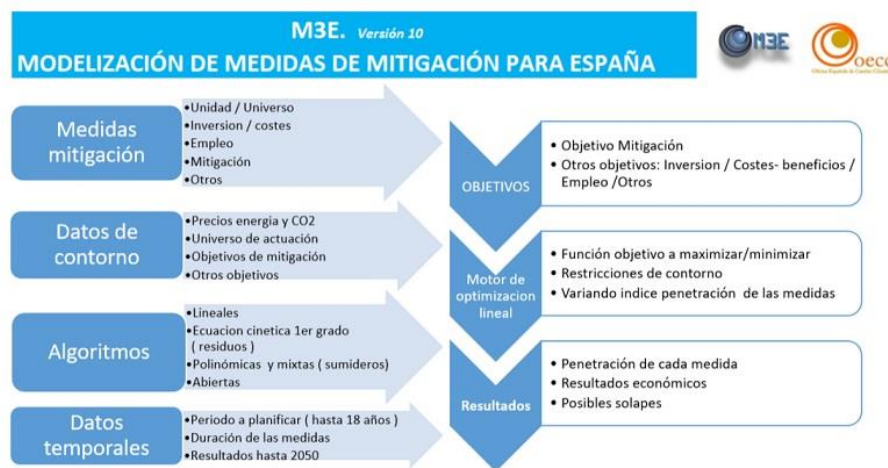 M3E. Versión 10
MODELIZACIÓN DE MEDIDAS DE MITIGACIÓN PARA ESPAÑA
M3E
oecc
Medidas
mitigación
•Unidad / Universo
•Inversion / costes
•Empleo
•Mitigación
•Otros
Datos de
contorno
•Precios energia y CO2
•Universo de actuación
•Objetivos de mitigación
•Otros objetivos
Algoritmos
•Lineales
•Ecuacion cinetica 1er grado
( residuos )
•Polinómicas y mixtas ( sumideros)
•Abiertas
Datos
temporales
•Periodo a planificar ( hasta 18 años )
•Duración de las medidas
•Resultados hasta 2050
OBJETIVOS
• Objetivo Mitigación
• Otros objetivos: Inversion / Costes- beneficios /
Empleo /Otros
Motor de
optimizacion
lineal
• Función objetivo a maximizar/minimizar
• Restricciones de contorno
• Variando indice penetración de las medidas
Resultados
• Penetración de cada medida
• Resultados económicos
• Posibles solapes